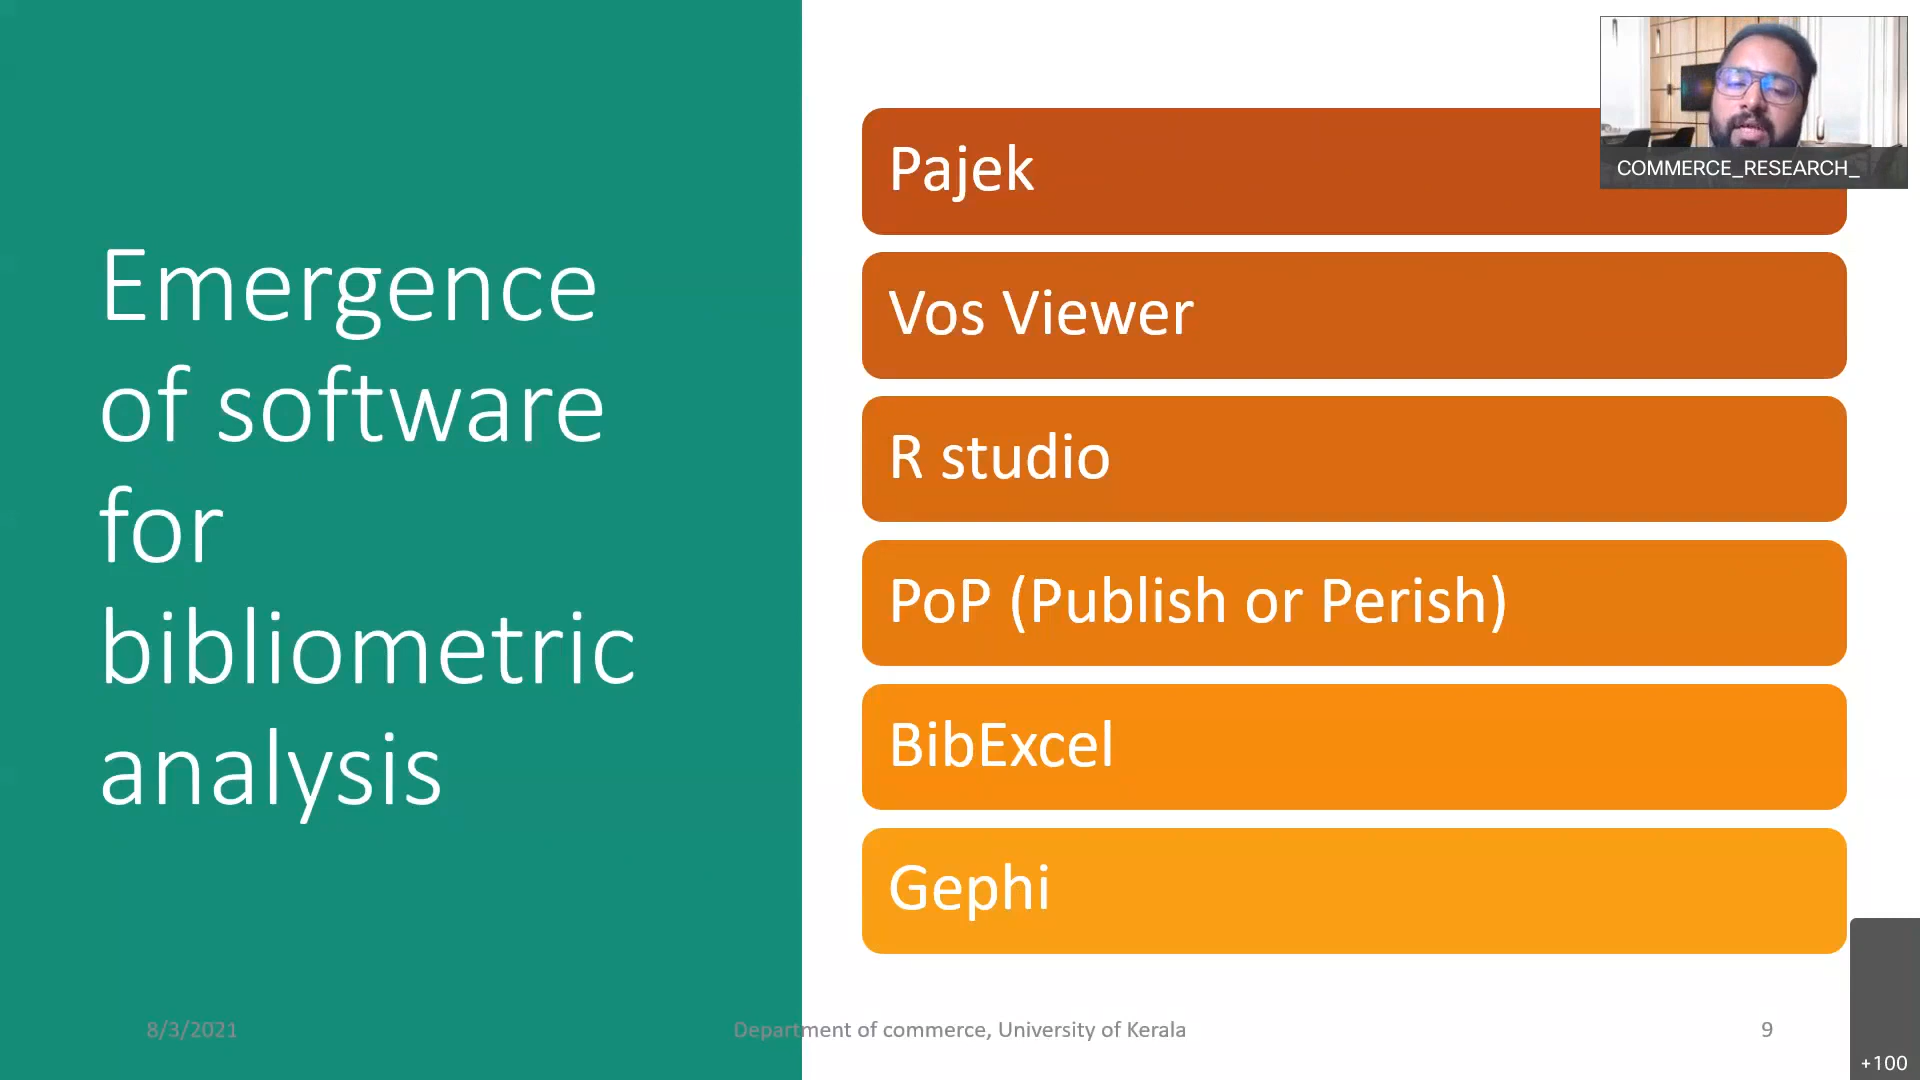 Emergence
of software
for
bibliometric
analysis
Pajek
Vos Viewer
R studio
PoP (Publish or Perish)
BibExcel
Gephi
COMMERCE_RESEARCH_
8/3/2021
Department of commerce, University of Kerala
9
+100